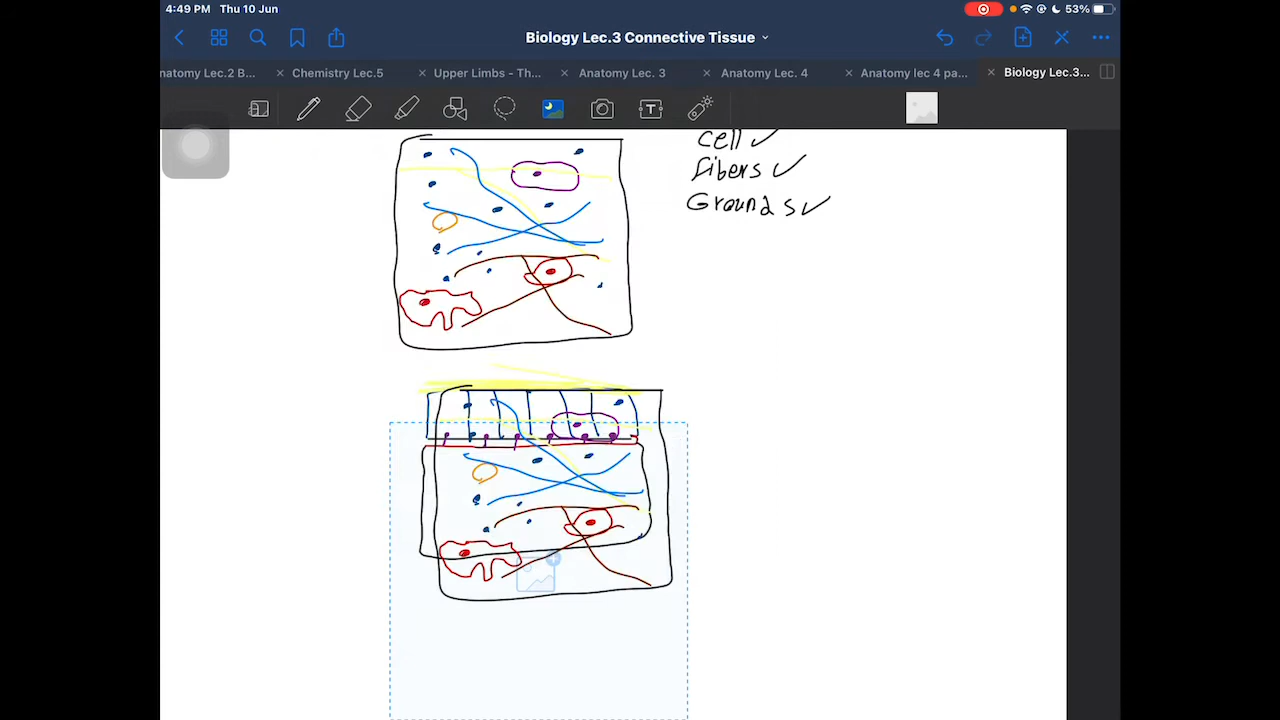 4:49 PM Thu 10 Jun 53%
Biology Lec.3 Connective Tissue
natomy Lec.2 B... Chemistry Lec.5 Upper Limbs - Th... Anatomy Lec. 3 Anatomy Lec. 4 Anatomy lec 4 pa... Biology Lec.3...
Cell
Fibers
Ground S